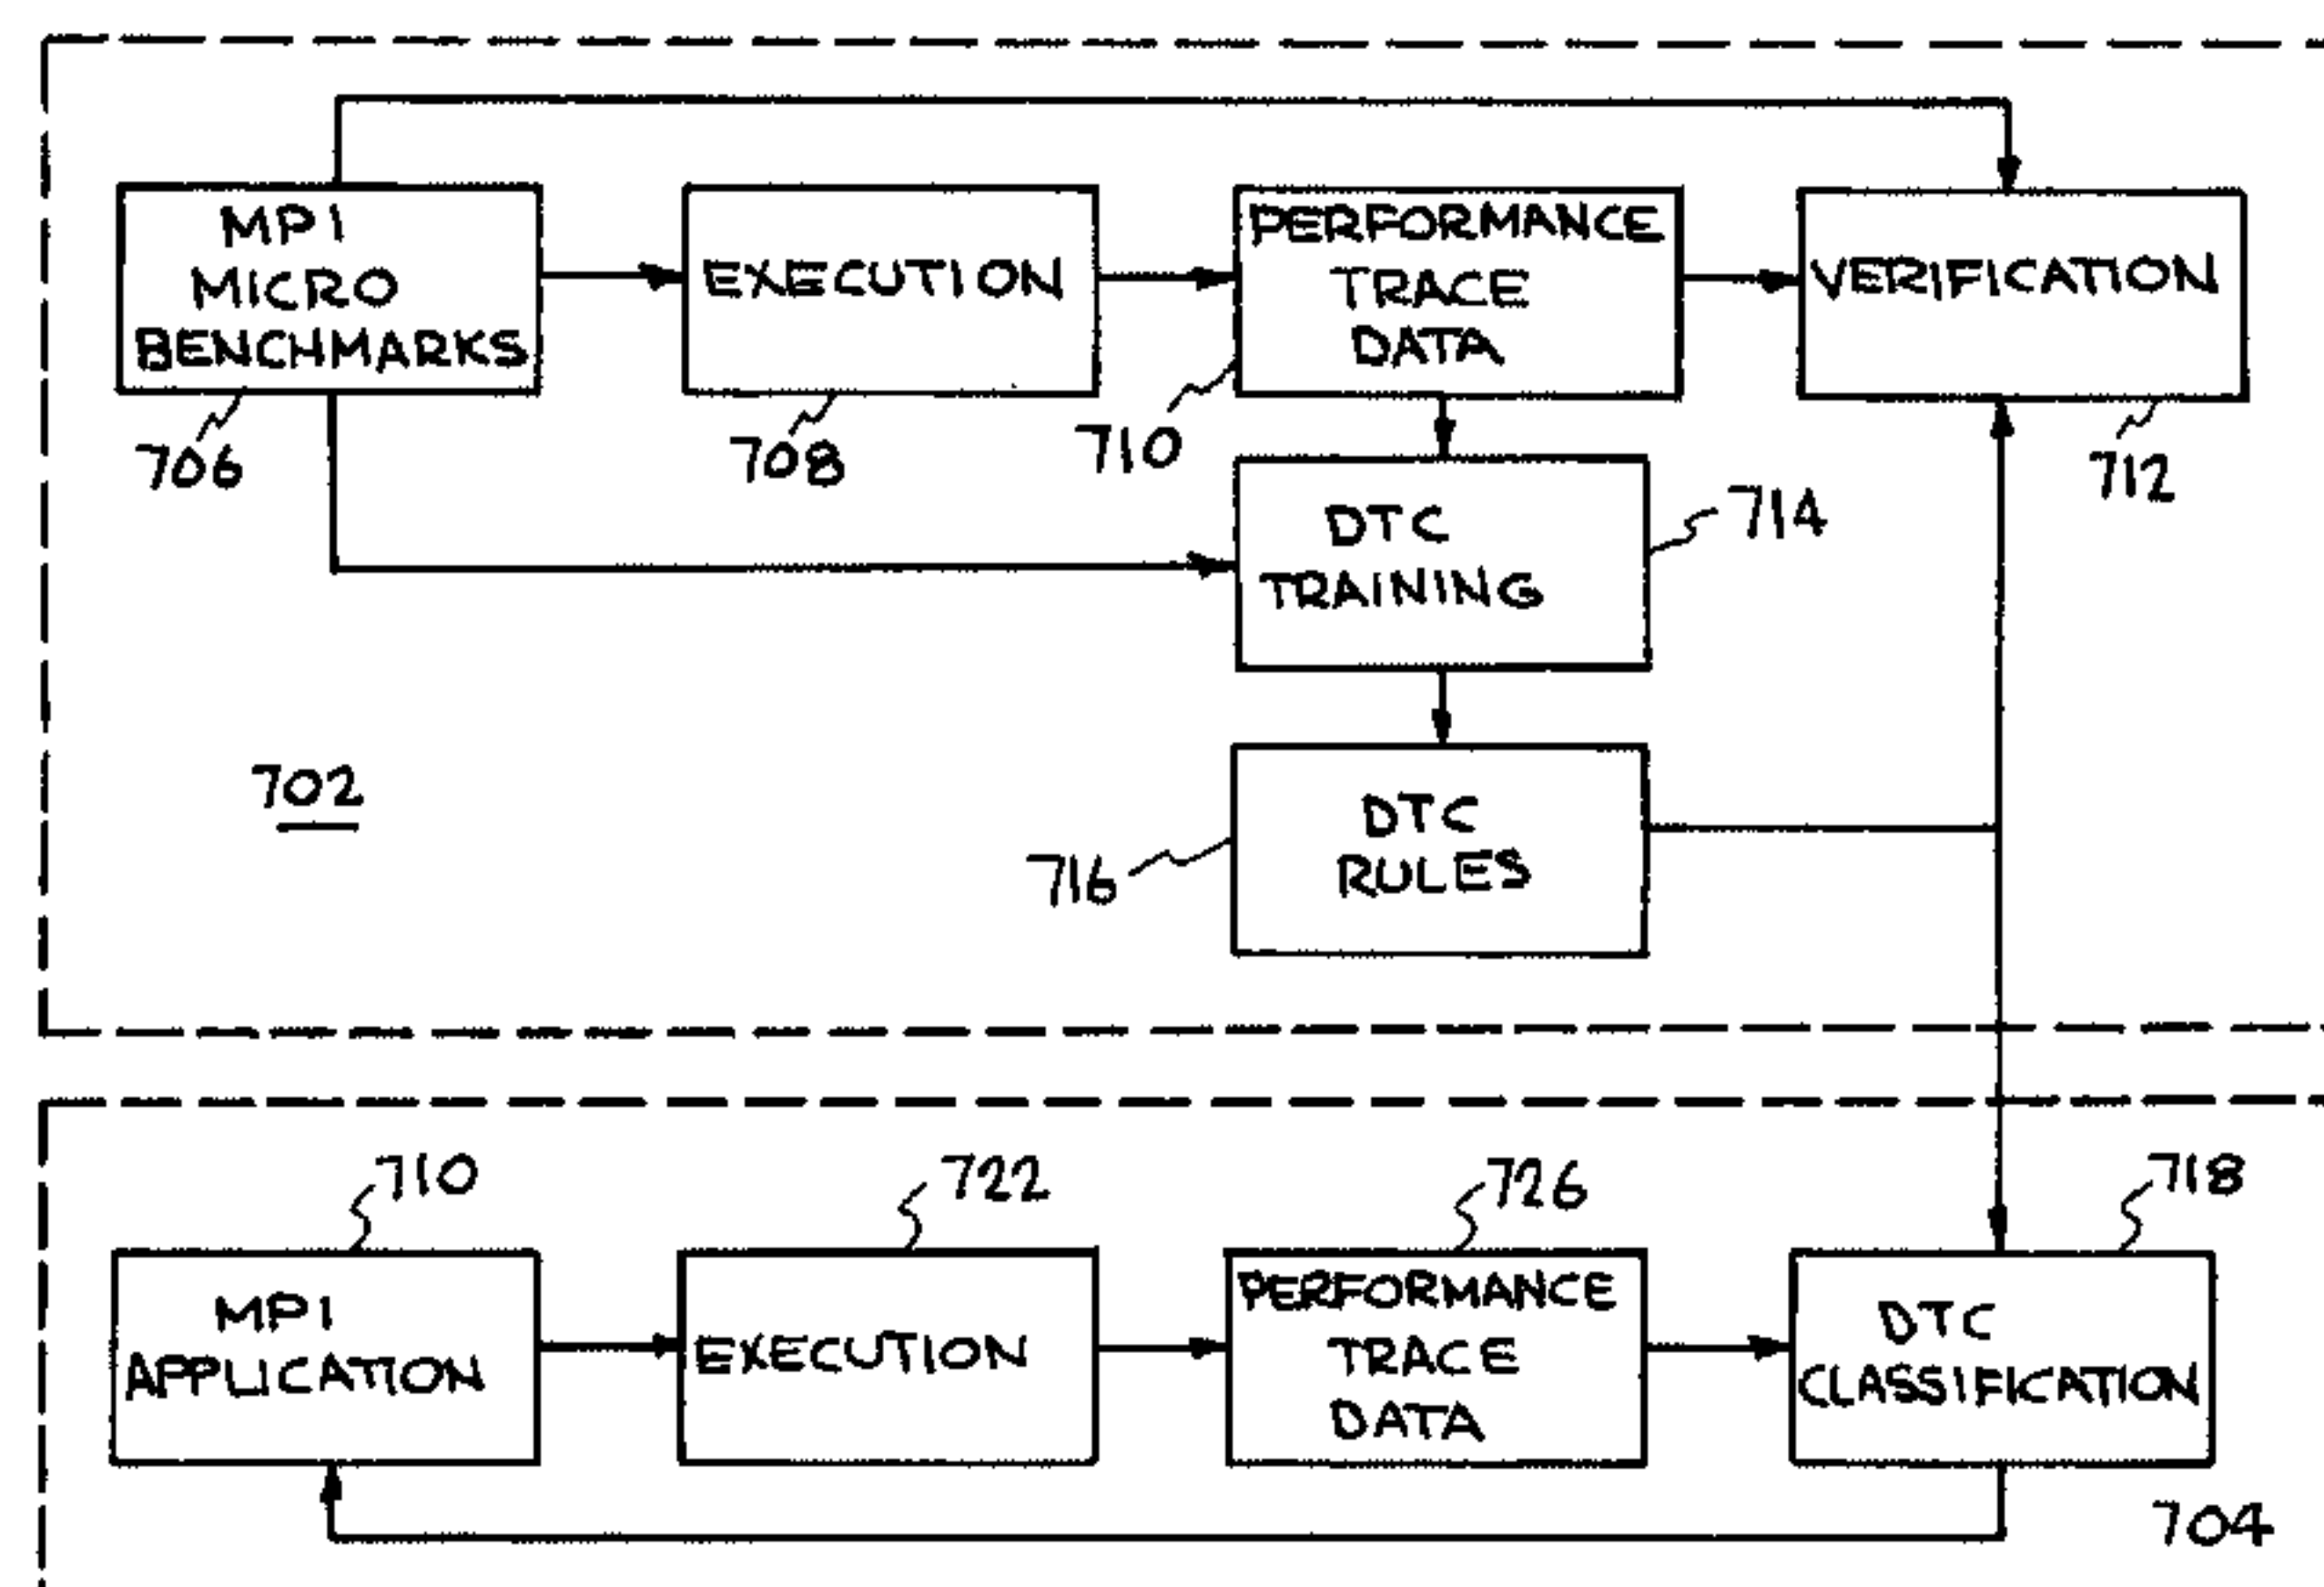 MPI
MICRO
BENCHMARKS
706
EXECUTION
708
PERFORMANCE
TRACE
DATA
710
VERIFICATION
712
DTC
TRAINING
714
702
DTC
RULES
716
710
MPI
APPLICATION
722
EXECUTION
726
PERFORMANCE
TRACE
DATA
718
DTC
CLASSIFICATION
704